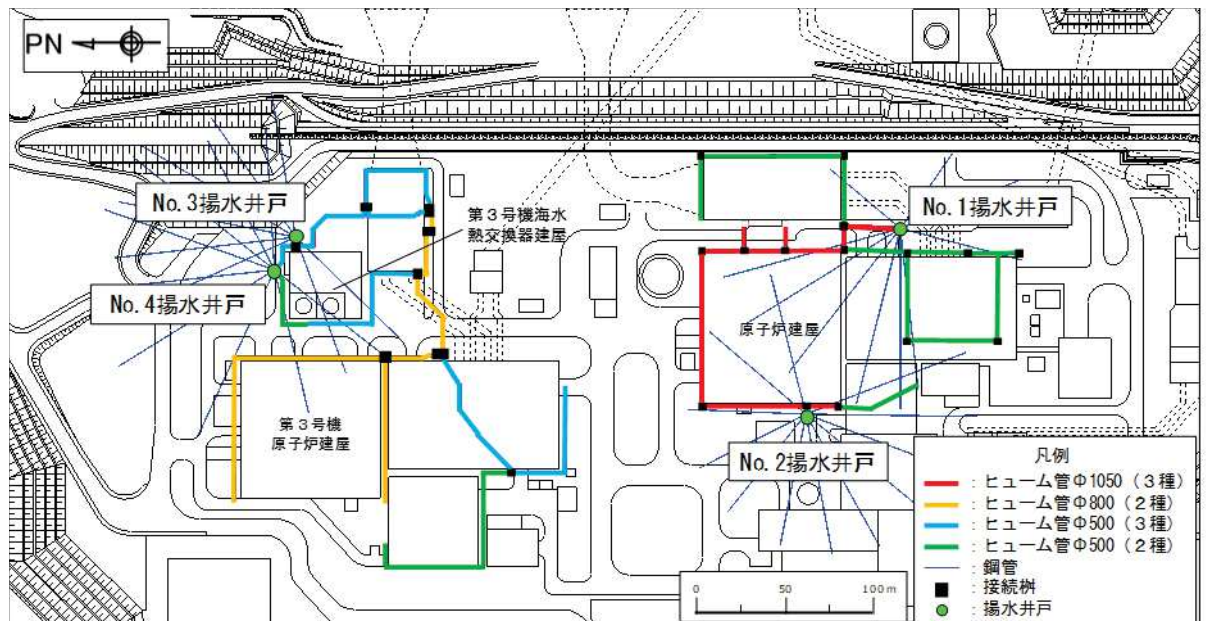 PN
No.3揚水井戸
第３号機海水
熱交換器建屋
No.1揚水井戸
No.4揚水井戸
原子炉建屋
第３号機
原子炉建屋
No.2揚水井戸
凡例
：ヒューム管Φ1050（３種）
：ヒューム管Φ800（２種）
：ヒューム管Φ500（３種）
：ヒューム管Φ500（２種）
：鋼管
：接続桝
：揚水井戸
0 50 100m